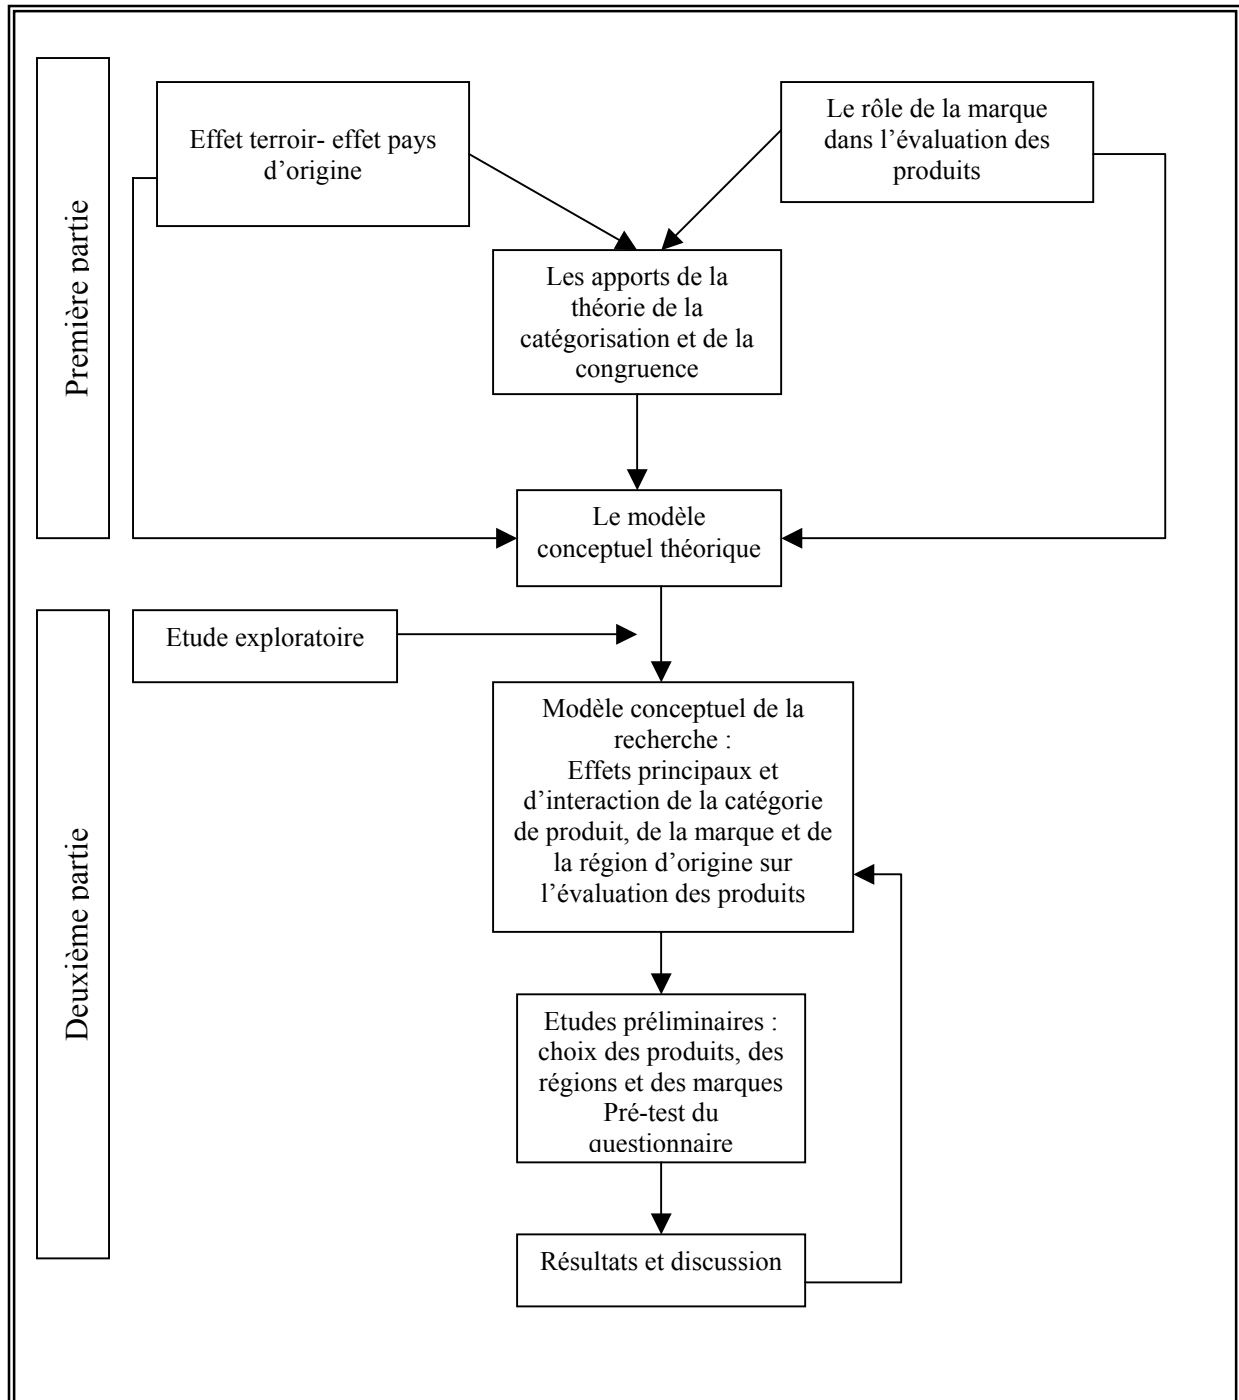 Première partie
Effet terroir- effet pays
d’origine
Le rôle de la marque
dans l’évaluation des
produits
Les apports de la
théorie de la
catégorisation et de la
congruence
Le modèle
conceptuel théorique
Deuxième partie
Etude exploratoire
Modèle conceptuel de la
recherche :
Effets principaux et
d’interaction de la catégorie
de produit, de la marque et de
la région d’origine sur
l’évaluation des produits
Etudes préliminaires :
choix des produits, des
régions et des marques
Pré-test du
questionnaire
Résultats et discussion